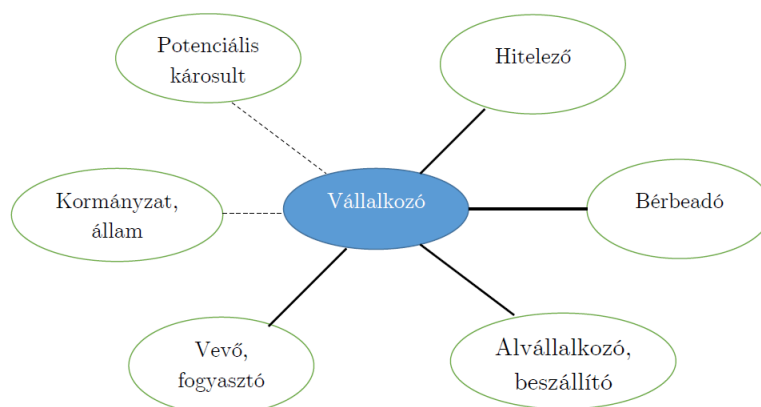 Potenciális
károsult
Hitelező
Kormányzat,
állam
Vállalkozó
Bérbeadó
Vevő,
fogyasztó
Alvállalkozó,
beszállító